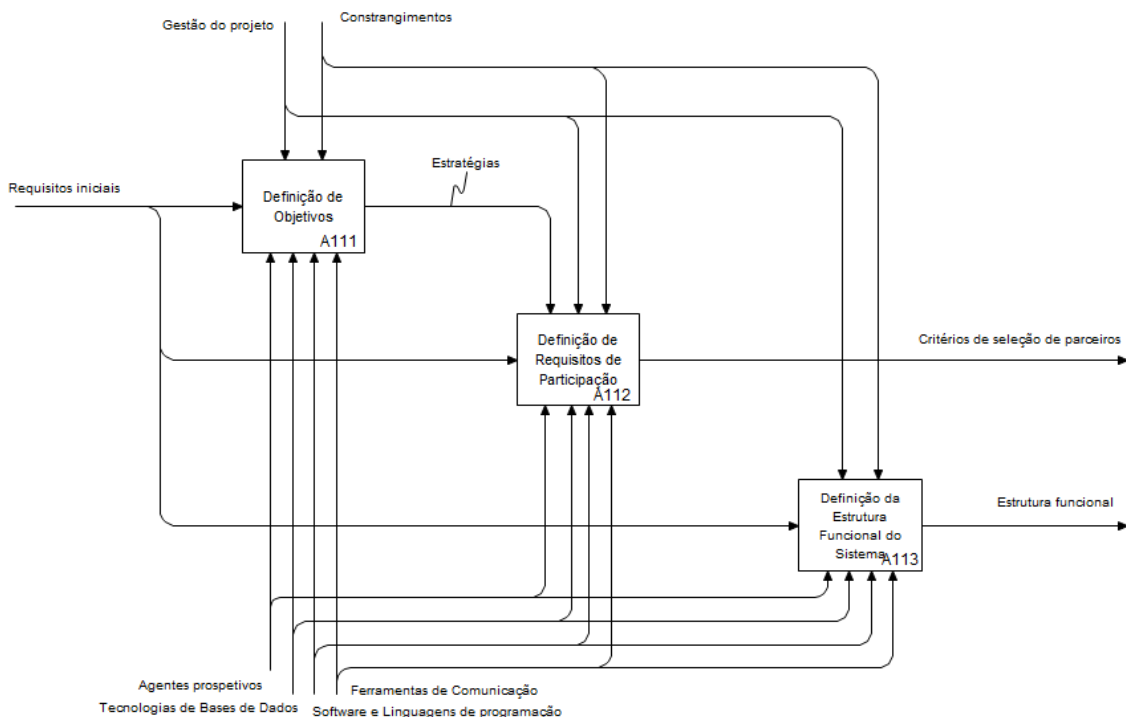 Gestão do projeto
Constrangimentos
Estratégias
Requisitos iniciais
Definição de
Objetivos
A111
Definição de
Requisitos de
Participação
A112
Critérios de seleção de parceiros
Definição da
Estrutura
Funcional do
Sistema
A113
Estrutura funcional
Agentes prospetivos
Ferramentas de Comunicação
Tecnologias de Bases de Dados
Software e Linguagens de programação